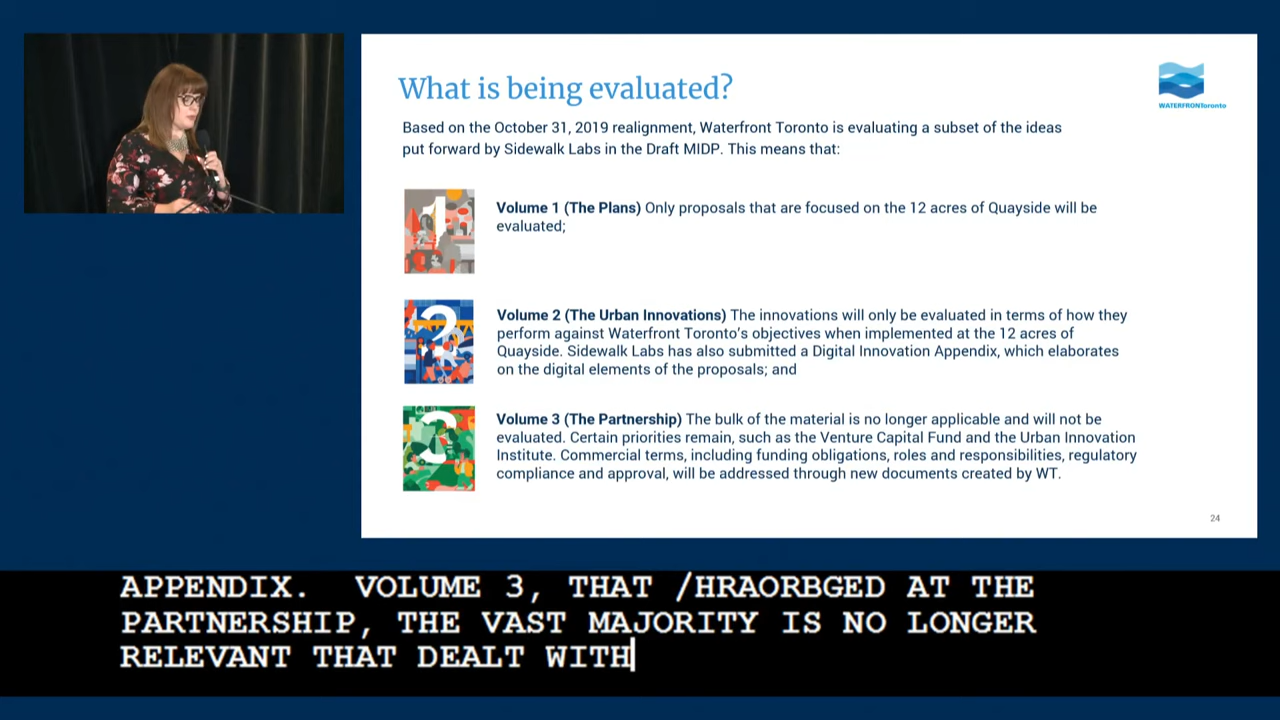 What is being evaluated?
WATERFRONToronto
Based on the October 31, 2019 realignment, Waterfront Toronto is evaluating a subset of the ideas
put forward by Sidewalk Labs in the Draft MIDP. This means that:
1
Volume 1 (The Plans) Only proposals that are focused on the 12 acres of Quayside will be
evaluated;
2
Volume 2 (The Urban Innovations) The innovations will only be evaluated in terms of how they
perform against Waterfront Toronto's objectives when implemented at the 12 acres of
Quayside. Sidewalk Labs has also submitted a Digital Innovation Appendix, which elaborates
on the digital elements of the proposals; and
3
Volume 3 (The Partnership) The bulk of the material is no longer applicable and will not be
evaluated. Certain priorities remain, such as the Venture Capital Fund and the Urban Innovation
Institute. Commercial terms, including funding obligations, roles and responsibilities, regulatory
compliance and approval, will be addressed through new documents created by WT.
24
APPENDIX. VOLUME 3, THAT /HRAORBGED AT THE
PARTNERSHIP, THE VAST MAJORITY IS NO LONGER
RELEVANT THAT DEALT WITH